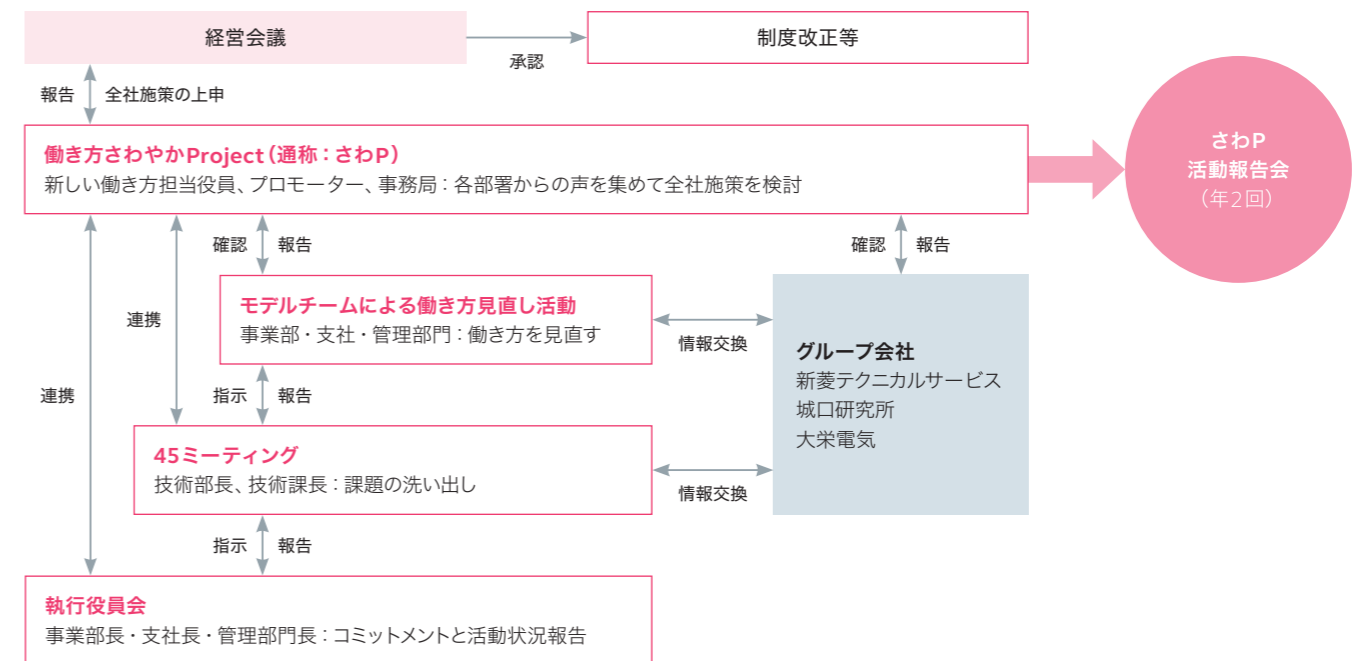 経営会議
承認
制度改正等
報告
全社施策の上申
働き方さわやかProject（通称：さわP）
新しい働き方担当役員、プロモーター、事務局：各部署からの声を集めて全社施策を検討
さわP
活動報告会
（年2回）
連携
連携
確認
報告
確認
報告
モデルチームによる働き方見直し活動
事業部・支社・管理部門：働き方を見直す
情報交換
グループ会社
新菱テクニカルサービス
城口研究所
大栄電気
指示
報告
45ミーティング
技術部長、技術課長：課題の洗い出し
情報交換
指示
報告
執行役員会
事業部長・支社長・管理部門長：コミットメントと活動状況報告